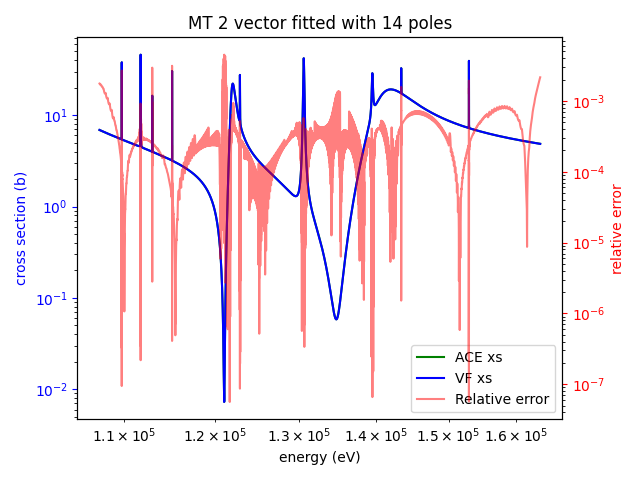 MT 2 vector fitted with 14 poles
cross section (b)
10¹
10⁰
10⁻¹
10⁻²
10⁻³
10⁻⁴
10⁻⁵
10⁻⁶
10⁻⁷
relative error
ACE xs
VF xs
Relative error
1.1 × 10⁵ 1.2 × 10⁵ 1.3 × 10⁵ 1.4 × 10⁵ 1.5 × 10⁵ 1.6 × 10⁵
energy (eV)